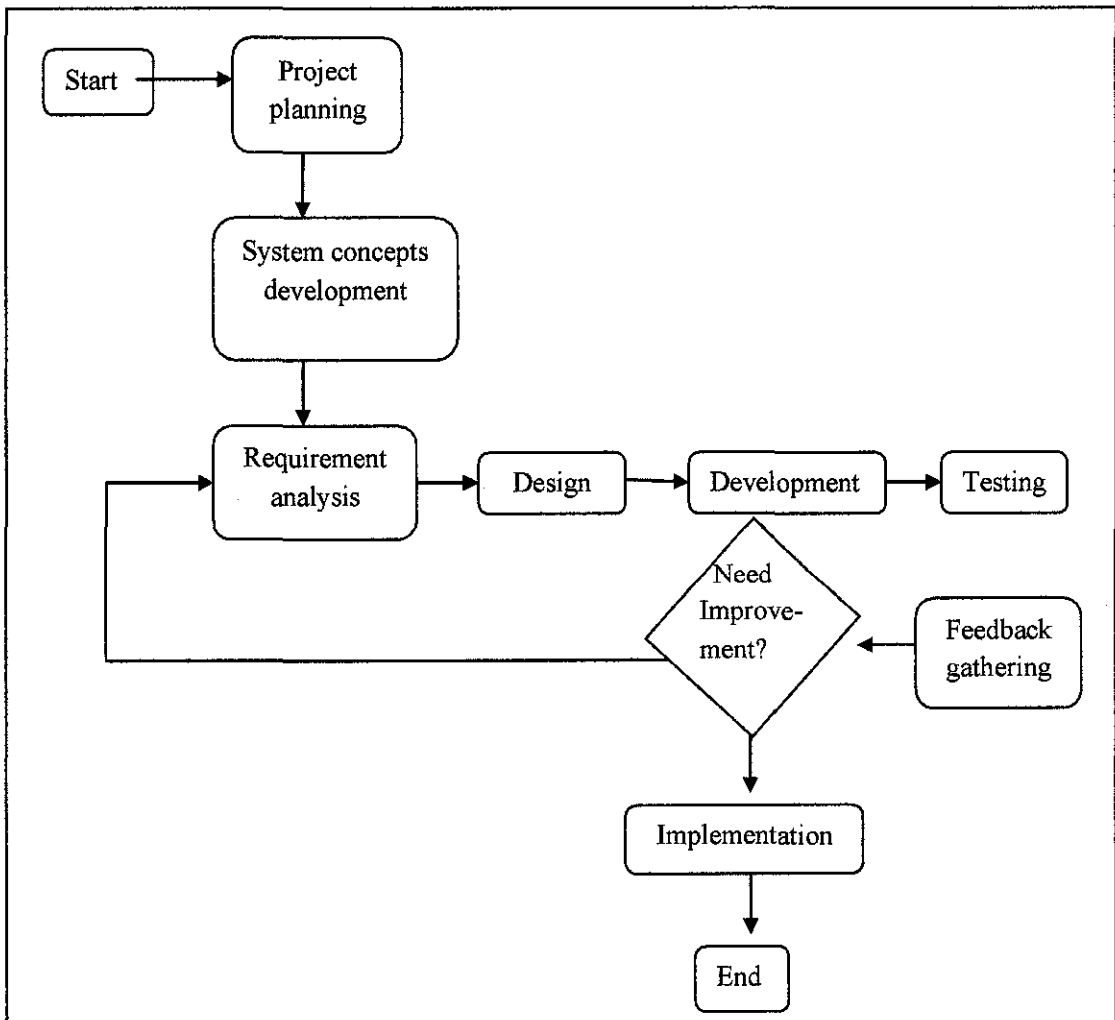 Start
Project
planning
System concepts
development
Requirement
analysis
Design
Development
Testing
Need
Improve-
ment?
Feedback
gathering
Implementation
End